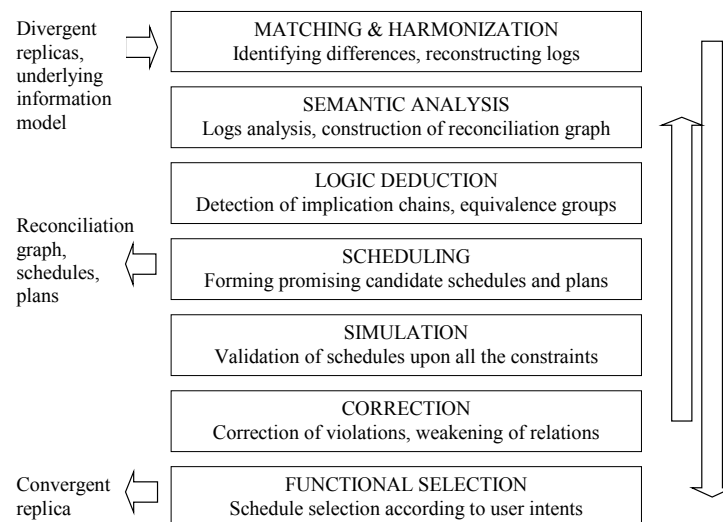 Divergent
replicas,
underlying
information
model
MATCHING & HARMONIZATION
Identifying differences, reconstructing logs
SEMANTIC ANALYSIS
Logs analysis, construction of reconciliation graph
LOGIC DEDUCTION
Detection of implication chains, equivalence groups
Reconciliation
graph,
schedules,
plans
SCHEDULING
Forming promising candidate schedules and plans
SIMULATION
Validation of schedules upon all the constraints
CORRECTION
Correction of violations, weakening of relations
Convergent
replica
FUNCTIONAL SELECTION
Schedule selection according to user intents